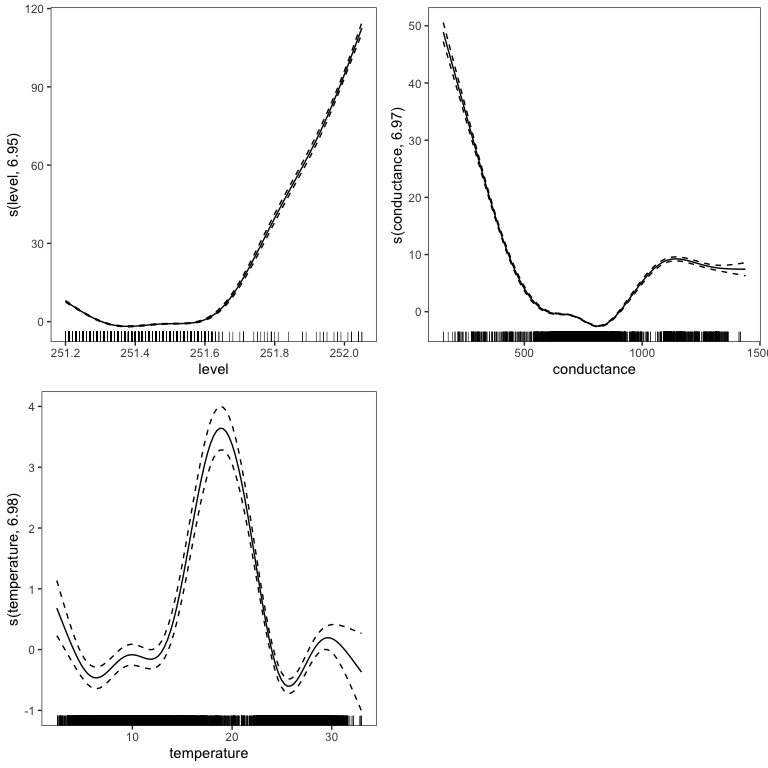 s(level, 6.95)
120
90
60
30
0
251.2 251.4 251.6 251.8 252.0
level
s(conductance, 6.97)
50
40
30
20
10
0
500 1000 1500
conductance
s(temperature, 6.98)
4
3
2
1
0
-1
10 20 30
temperature